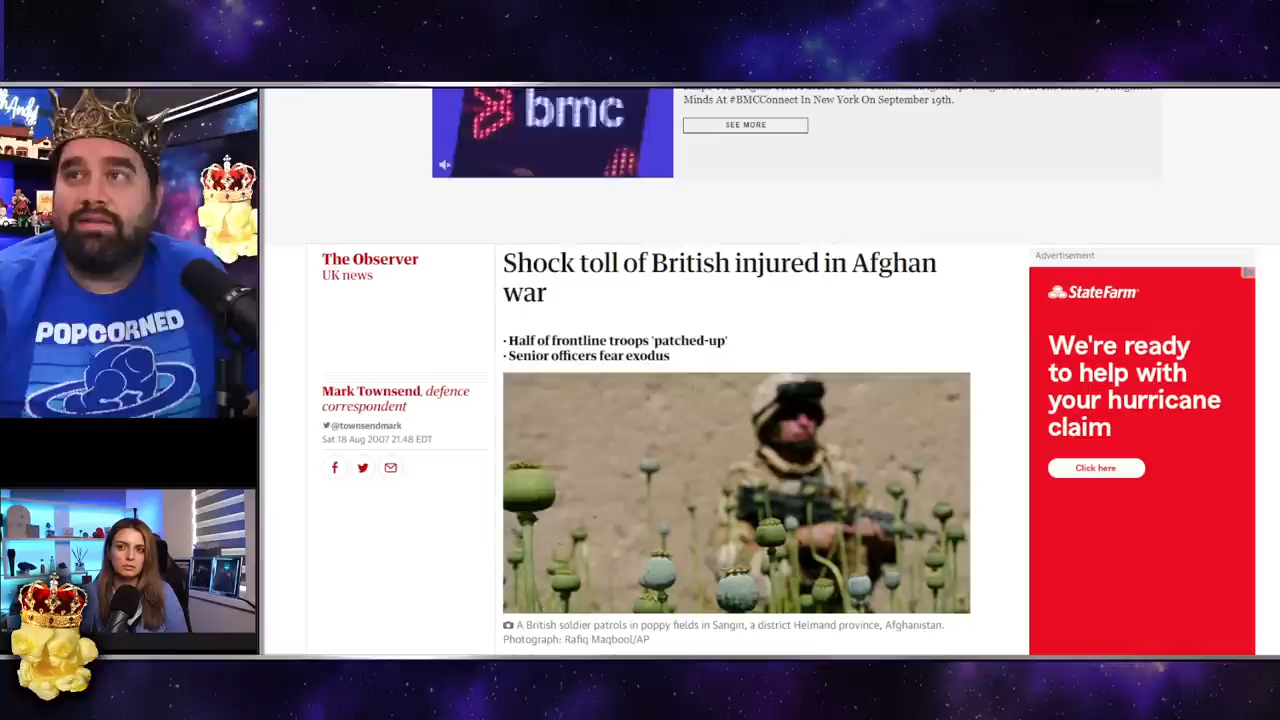 bmc
Minds At #BMCConnect In New York On September 19th.
SEE MORE
The Observer
UK news
Shock toll of British injured in Afghan
war
· Half of frontline troops 'patched-up'
· Senior officers fear exodus
Mark Townsend, defence
correspondent
@townsendmark
Sat 18 Aug 2007 21.48 EDT
A British soldier patrols in poppy fields in Sangin, a district Helmand province, Afghanistan.
Photograph: Rafiq Maqbool/AP
Advertisement
StateFarm
We're ready
to help with
your hurricane
claim
Click here
POPCORNED